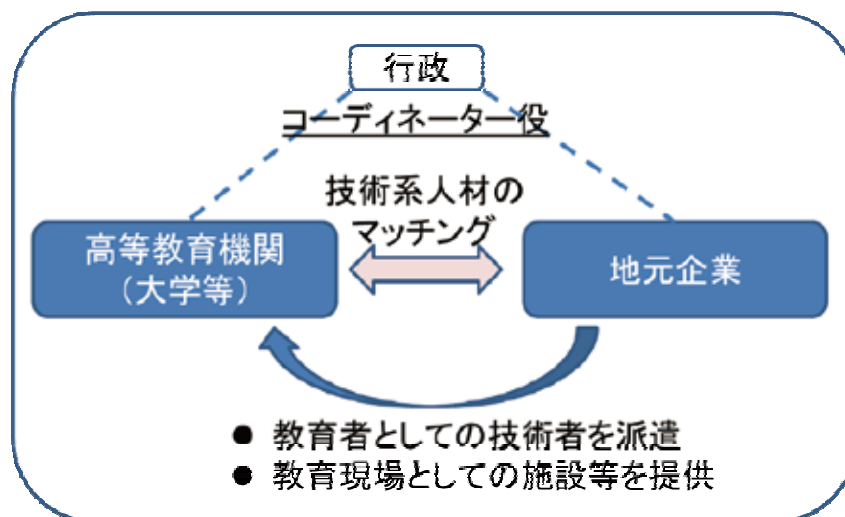 行政
コーディネーター役
技術系人材の
マッチング
高等教育機関
（大学等）
地元企業
● 教育者としての技術者を派遣
● 教育現場としての施設等を提供